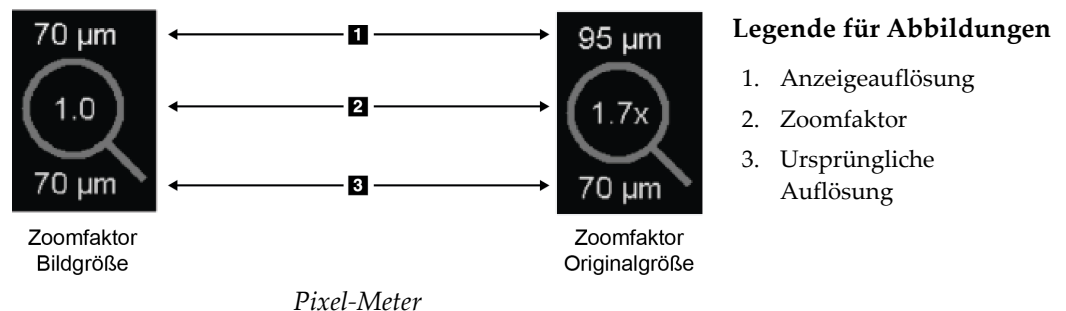 70 µm
1.0
70 µm
Zoomfaktor
Bildgröße
1
2
3
95 µm
1.7x
70 µm
Zoomfaktor
Originalgröße
Pixel-Meter
Legende für Abbildungen
1. Anzeigeauflösung
2. Zoomfaktor
3. Ursprüngliche
Auflösung